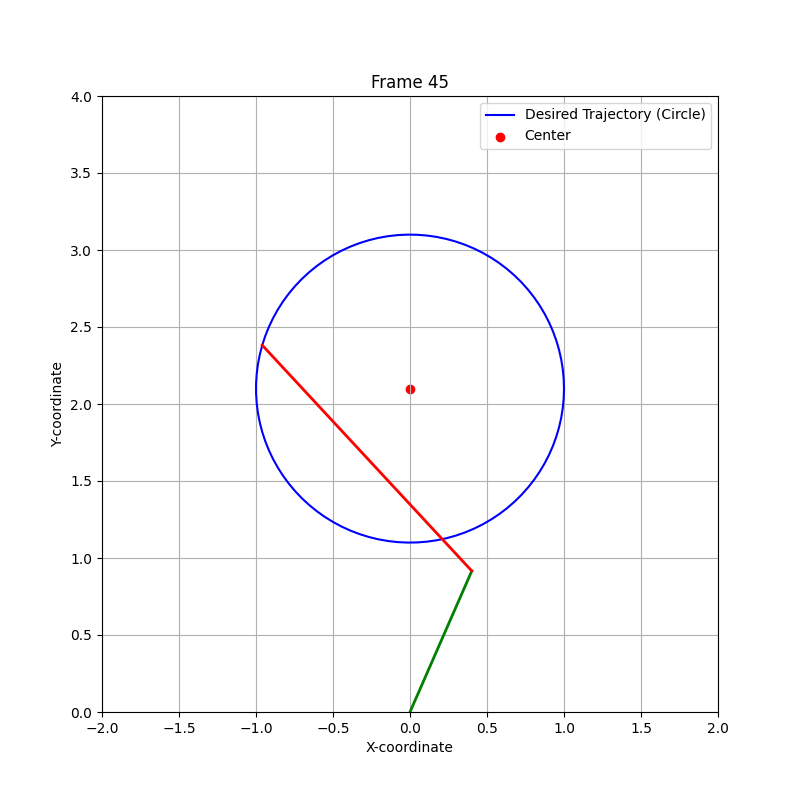 Frame 45
Desired Trajectory (Circle)
Center
4.0
3.5
3.0
2.5
2.0
1.5
1.0
0.5
0.0
Y-coordinate
−2.0 −1.5 −1.0 −0.5 0.0 0.5 1.0 1.5 2.0
X-coordinate